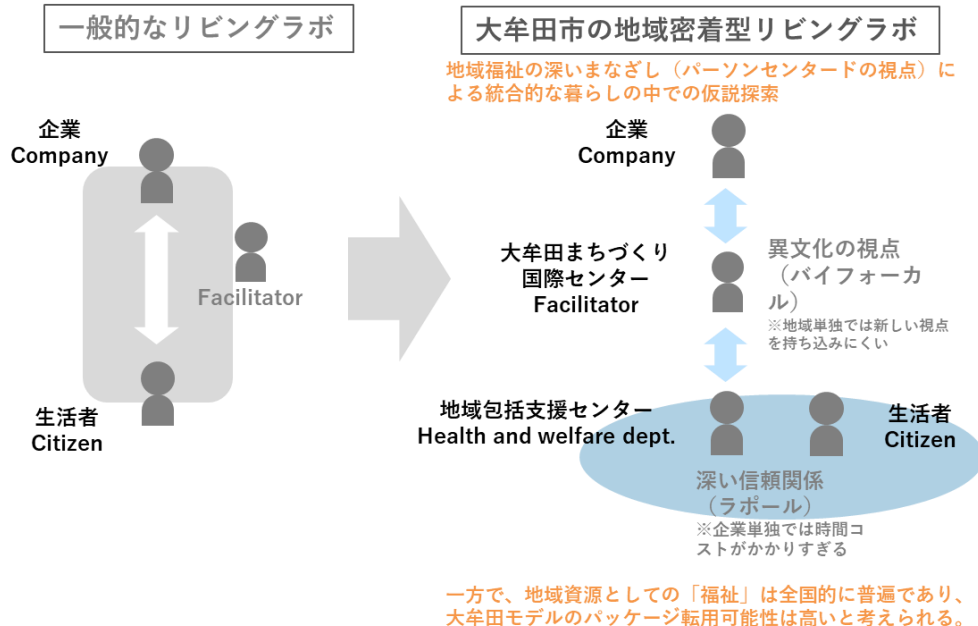 一般的なリビングラボ
企業
Company
Facilitator
生活者
Citizen
大牟田市の地域密着型リビングラボ
地域福祉の深いまなざし（パーソンセンタードの視点）に
よる統合的な暮らしの中での仮説探索
企業
Company
大牟田まちづくり
国際センター
Facilitator
異文化の視点
（バイフォーカ
ル）
※地域単独では新しい視点
を持ち込みにくい
地域包括支援センター
Health and welfare dept.
生活者
Citizen
深い信頼関係
（ラポール）
※企業単独では時間コ
ストがかかりすぎる
一方で、地域資源としての「福祉」は全国的に普遍であり、
大牟田モデルのパッケージ転用可能性は高いと考えられる。